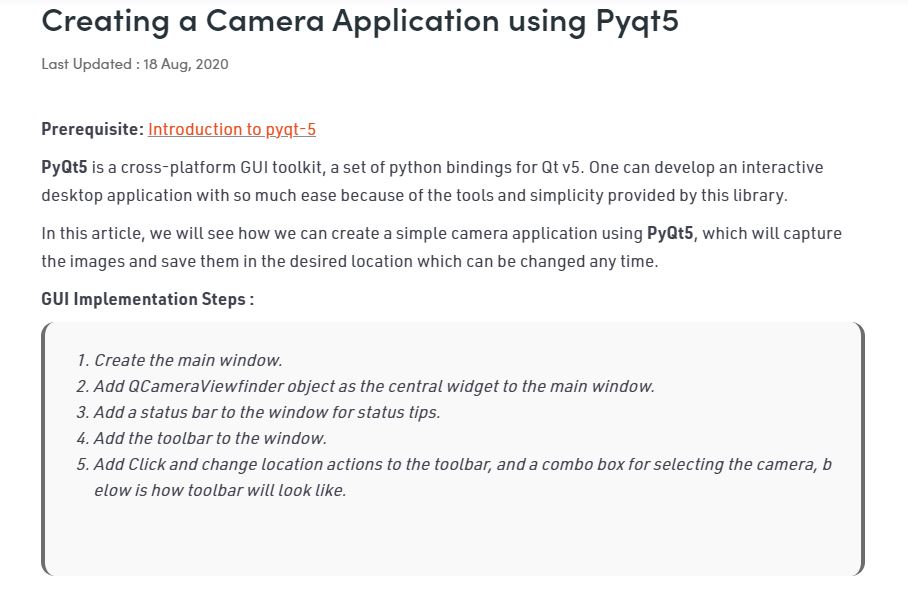 Creating a Camera Application using Pyqt5
Last Updated : 18 Aug, 2020
Prerequisite: Introduction to pyqt-5
PyQt5 is a cross-platform GUI toolkit, a set of python bindings for Qt v5. One can develop an interactive
desktop application with so much ease because of the tools and simplicity provided by this library.
In this article, we will see how we can create a simple camera application using PyQt5, which will capture
the images and save them in the desired location which can be changed any time.
GUI Implementation Steps :
1. Create the main window.
2. Add QCameraViewfinder object as the central widget to the main window.
3. Add a status bar to the window for status tips.
4. Add the toolbar to the window.
5. Add Click and change location actions to the toolbar, and a combo box for selecting the camera, b
elow is how toolbar will look like.